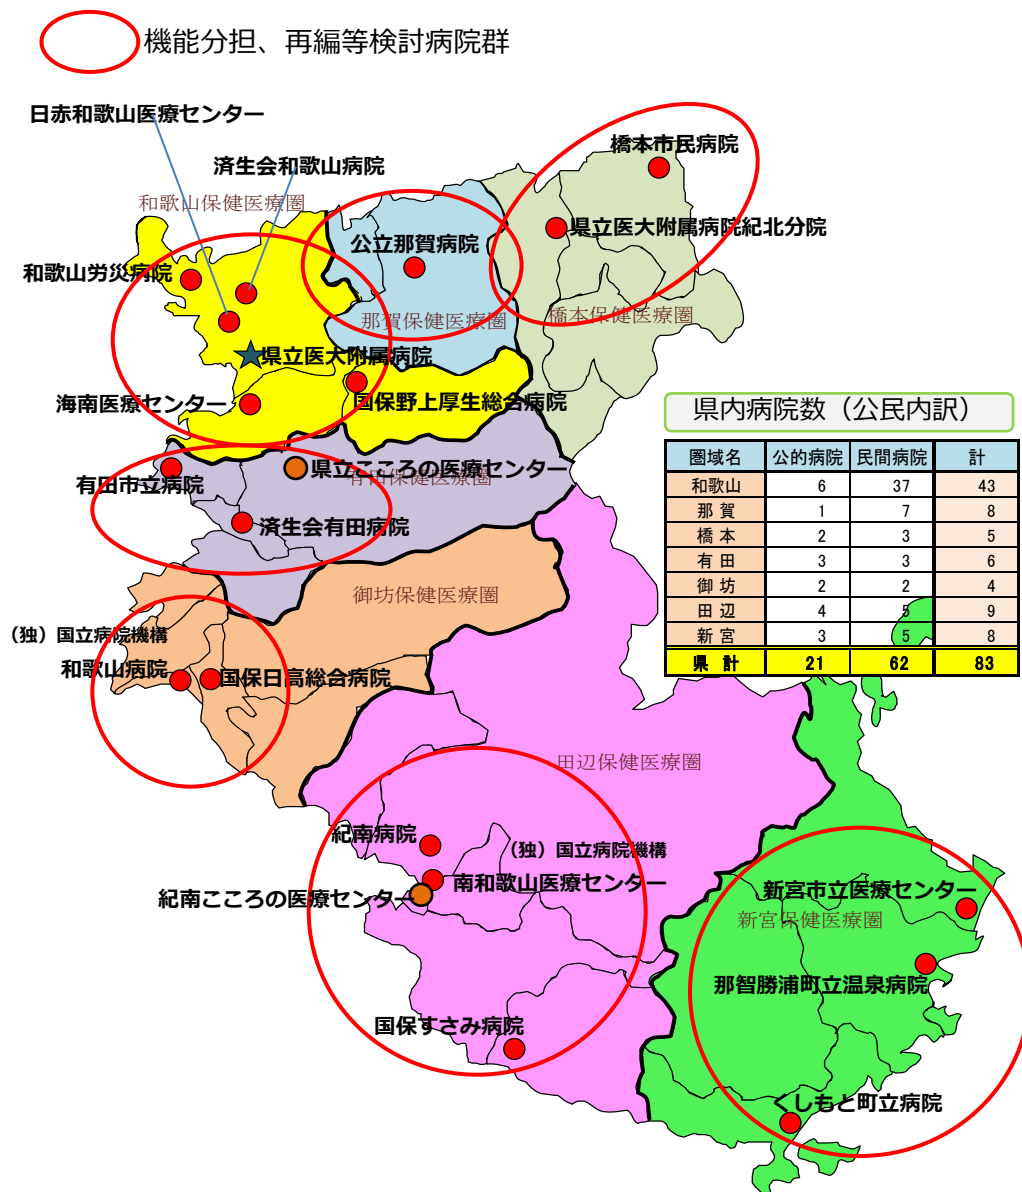 機能分担、再編等検討病院群
日赤和歌山医療センター
済生会和歌山病院
和歌山保健医療圏
橋本市民病院
県立医大附属病院紀北分院
公立那賀病院
和歌山労災病院
那賀保健医療圏
橋本保健医療圏
県立医大附属病院
海南医療センター
国保野上厚生総合病院
県内病院数（公民内訳）
圏域名 公的病院 民間病院 計
和歌山 6 37 43
那 賀 1 7 8
橋 本 2 3 5
有 田 3 3 6
御 坊 2 2 4
田 辺 4 5 9
新 宮 3 5 8
県 計 21 62 83
県立こころの医療センター
有田保健医療圏
有田市立病院
済生会有田病院
御坊保健医療圏
（独）国立病院機構
和歌山病院
国保日高総合病院
田辺保健医療圏
紀南病院
（独）国立病院機構
南和歌山医療センター
紀南こころの医療センター
新宮市立医療センター
新宮保健医療圏
那智勝浦町立温泉病院
国保すさみ病院
くしもと町立病院